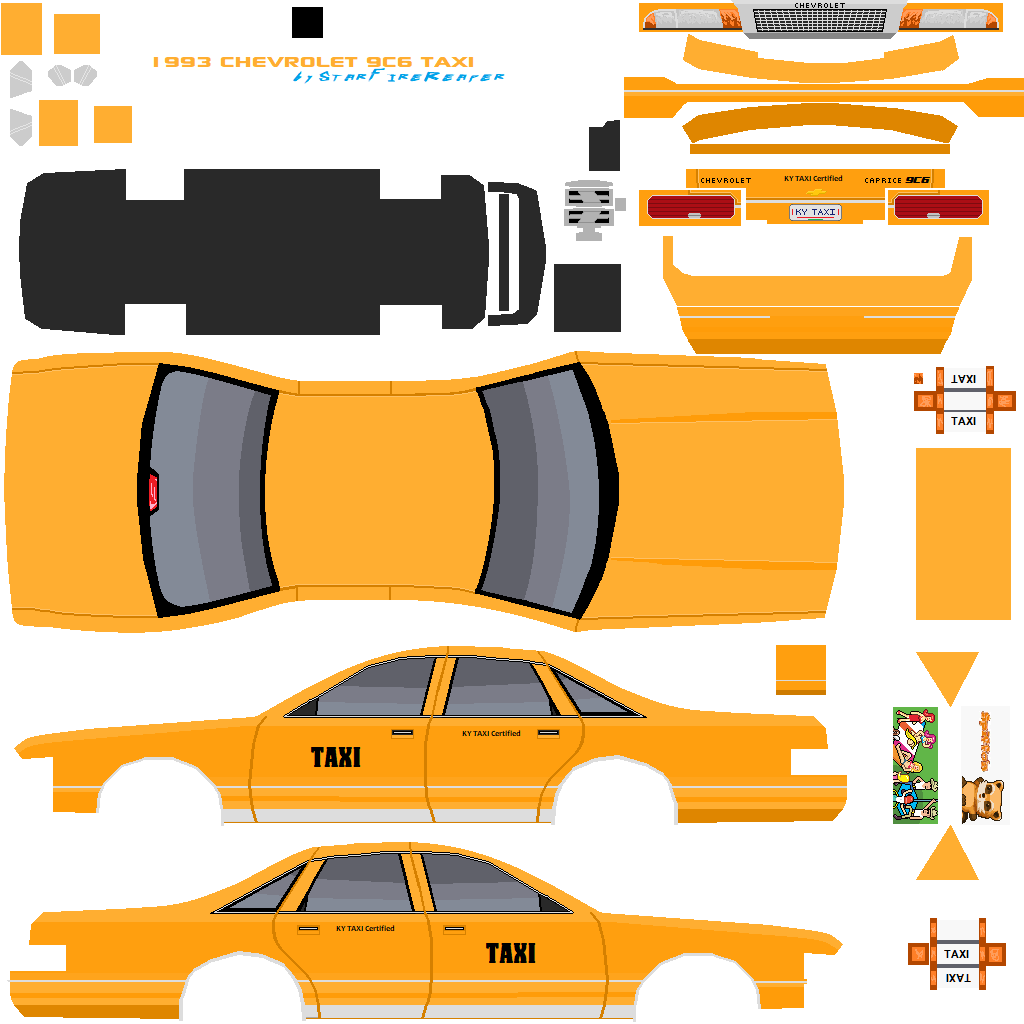 CHEVROLET
1993 CHEVROLET 9C6 TAXI
by STARFIREREAPER
CHEVROLET
KY TAXI Certified
CAPRICE 9C6
KY TAXI
TAXI
TAXI
KY TAXI Certified
TAXI
KY TAXI Certified
TAXI
TAXI
TAXI